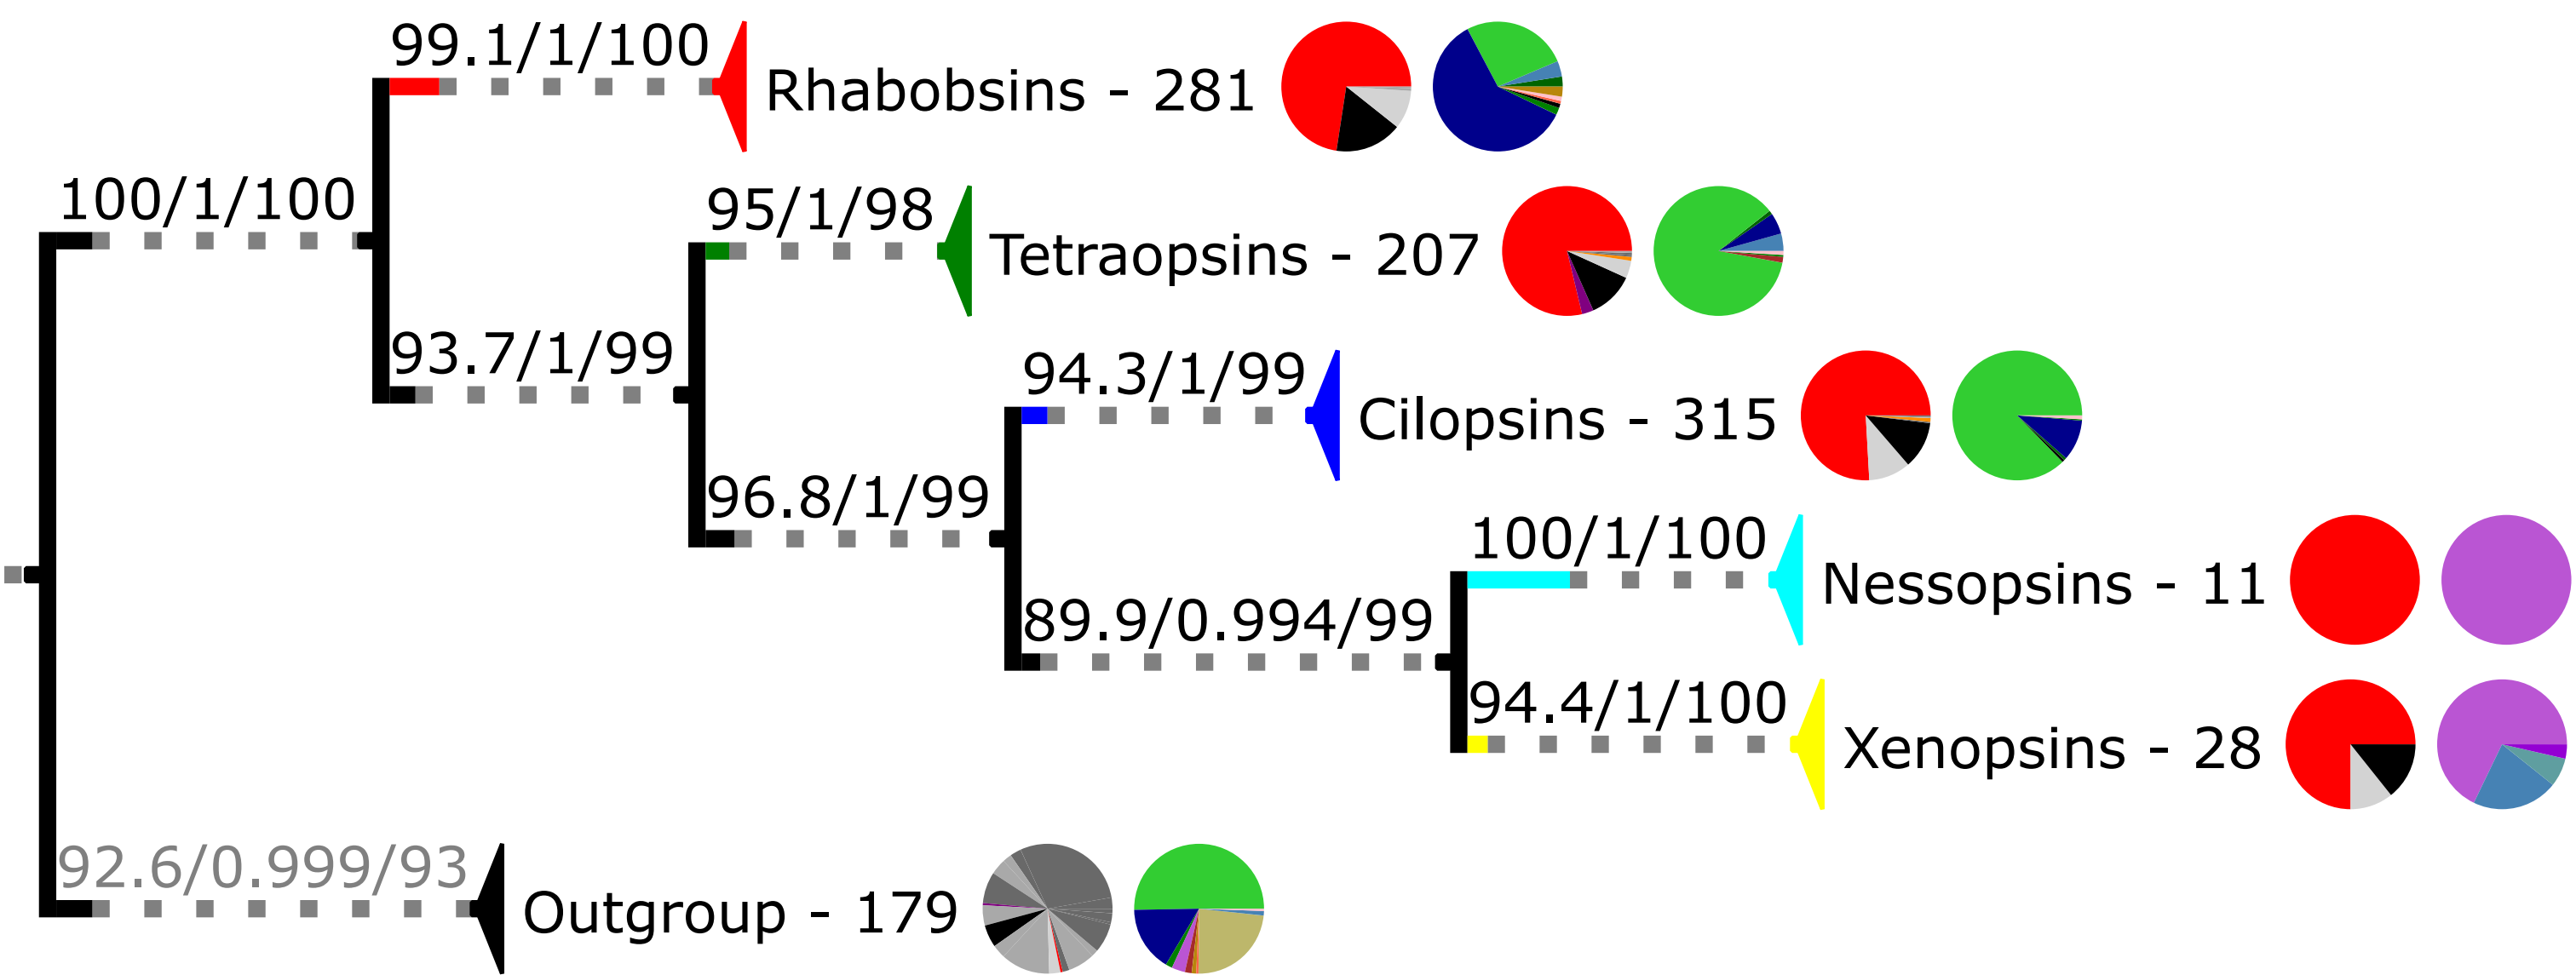 99.1/1/100
Rhabobsins - 281
100/1/100
95/1/98
Tetraopsins - 207
93.7/1/99
94.3/1/99
Cilopsins - 315
96.8/1/99
100/1/100
Nessopsins - 11
89.9/0.994/99
94.4/1/100
Xenopsins - 28
92.6/0.999/93
Outgroup - 179